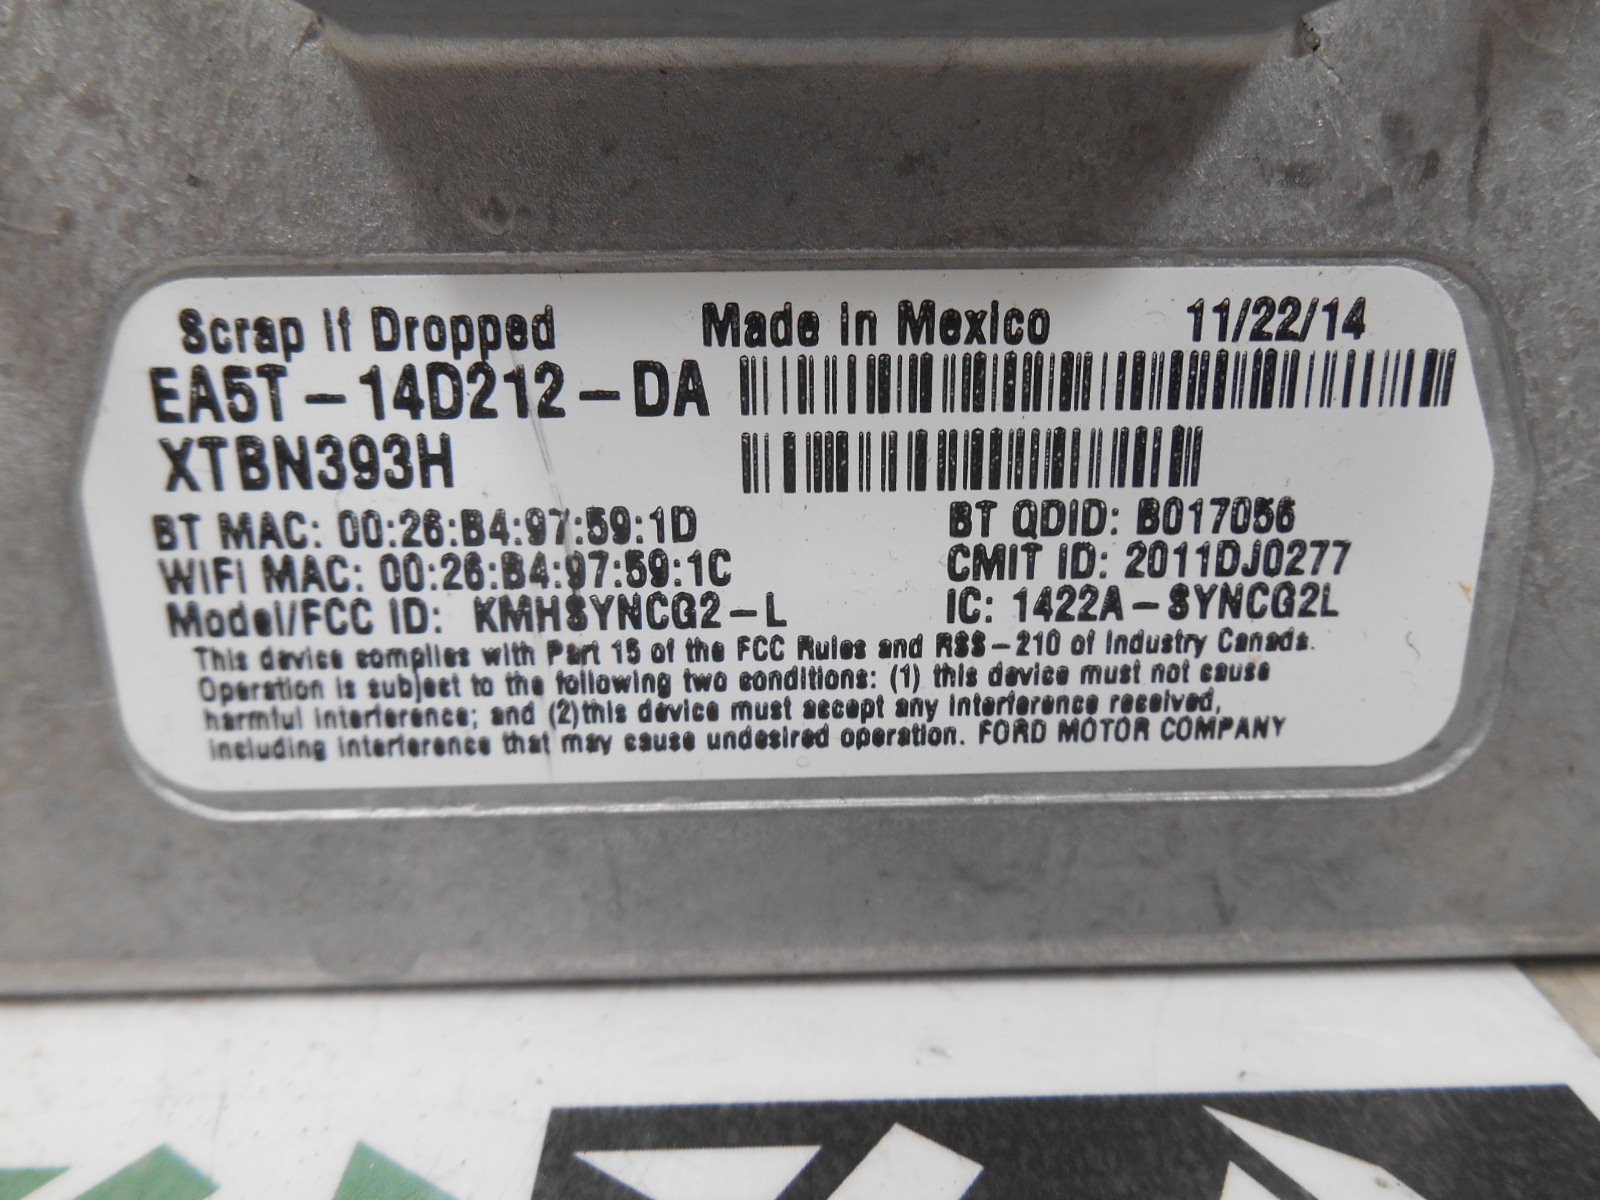 Scrap if Dropped Made in Mexico 11/22/14
EA5T-14D212-DA
XTBN393H
BT MAC: 00:26:B4:97:59:1D BT QDID: B017056
WIFI MAC: 00:26:B4:97:59:1C CMIT ID: 2011DJ0277
Model/FCC ID: KMHSYNCG2-L IC: 1422A-SYNCG2L
This device complies with Part 15 of the FCC Rules and RSS-210 of Industry Canada.
Operation is subject to the following two conditions: (1) this device must not cause
harmful interference; and (2)this device must accept any interference received,
including interference that may cause undesired operation. FORD MOTOR COMPANY